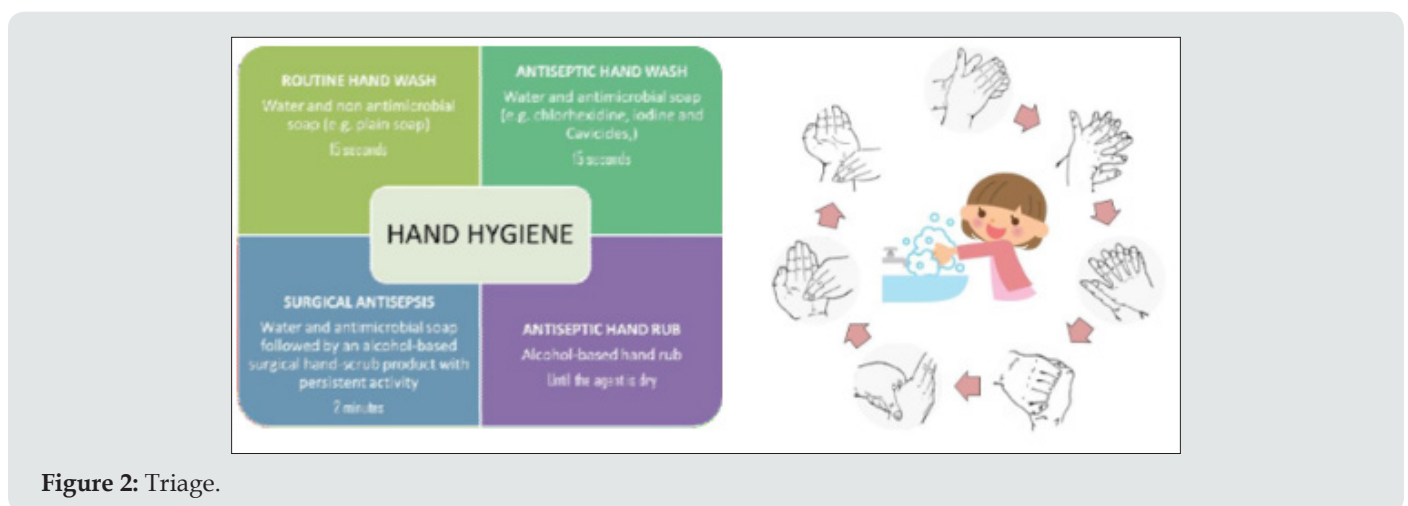 ROUTINE HAND WASH
Water and non antimicrobial
soap (e.g. plain soap)
15 seconds
ANTISEPTIC HAND WASH
Water and antimicrobial soap
(e.g. chlorhexidine, iodine and
Cavicides,)
15 seconds
HAND HYGIENE
SURGICAL ANTISEPSIS
Water and antimicrobial soap
followed by an alcohol-based
surgical hand-scrub product with
persistent activity
2 minutes
ANTISEPTIC HAND RUB
Alcohol-based hand rub
Until the agent is dry
Figure 2: Triage.